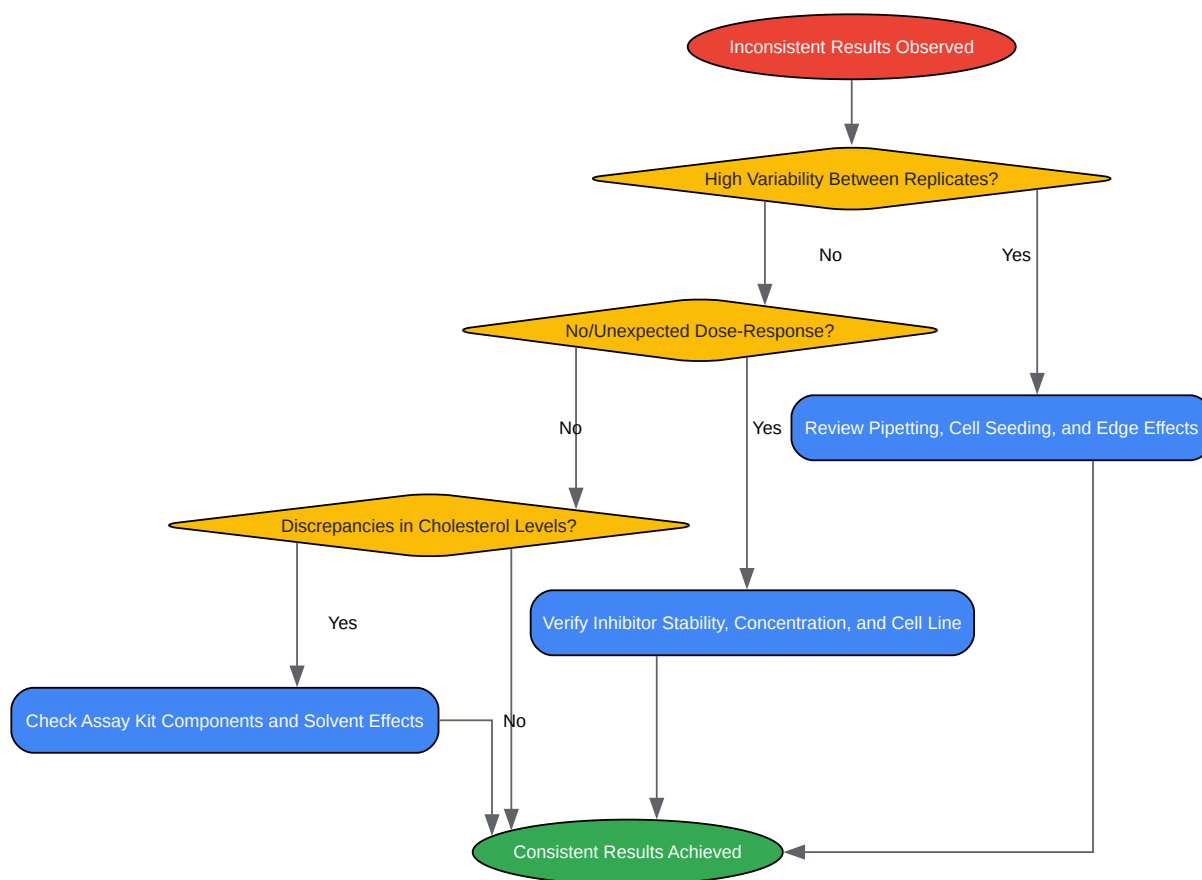 Inconsistent Results Observed
High Variability Between Replicates?
No
Yes
No/Unexpected Dose-Response?
No
Yes
Review Pipetting, Cell Seeding, and Edge Effects
Discrepancies in Cholesterol Levels?
Yes
Verify Inhibitor Stability, Concentration, and Cell Line
Check Assay Kit Components and Solvent Effects
No
Consistent Results Achieved